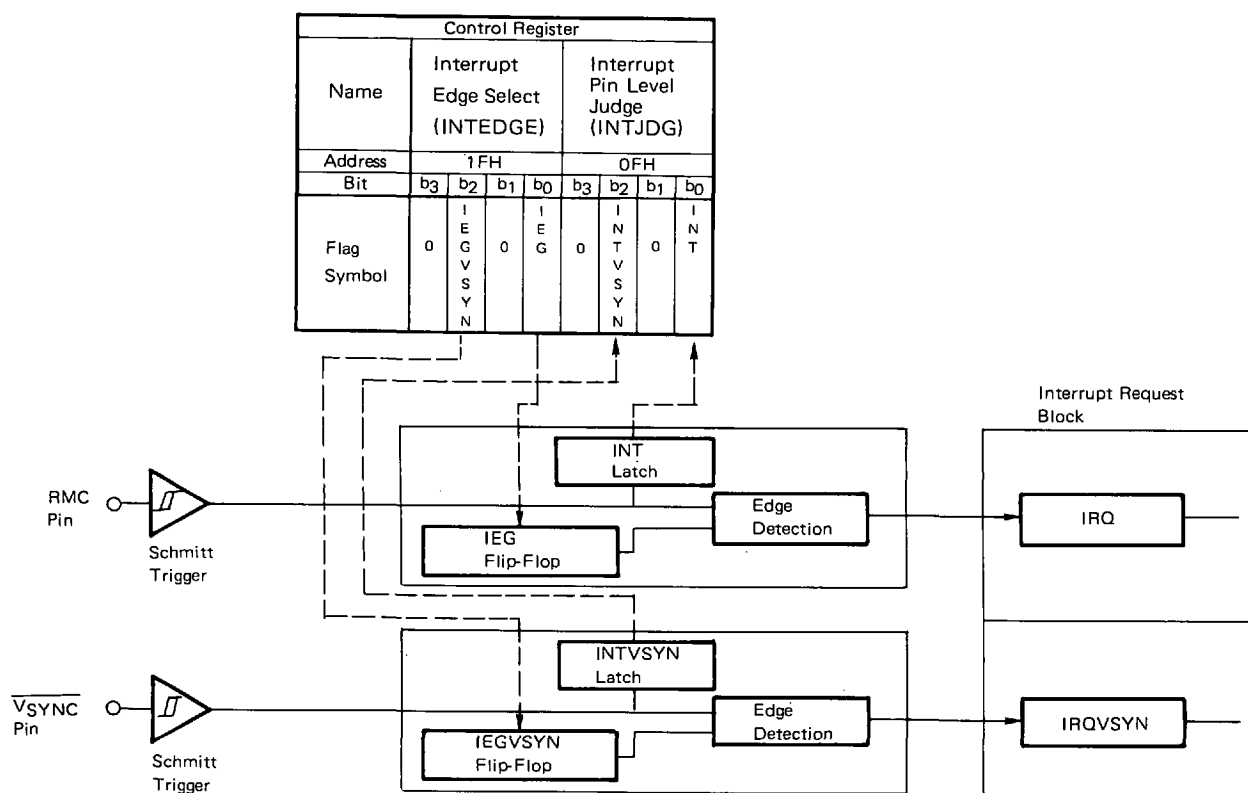 Control Register
Name
Interrupt
Edge Select
(INTEDGE)
Interrupt
Pin Level
Judge
(INTJDG)
Address
1FH
0FH
Bit
b3 b2 b1 b0 b3 b2 b1 b0
Flag
Symbol
0
IEGVSYN
0
IEG
0
INTVSYN
0
INT
Interrupt Request
Block
RMC
Pin
Schmitt
Trigger
INT
Latch
IEG
Flip-Flop
Edge
Detection
IRQ
VSYNC
Pin
Schmitt
Trigger
INTVSYN
Latch
IEGVSYN
Flip-Flop
Edge
Detection
IRQVSYN